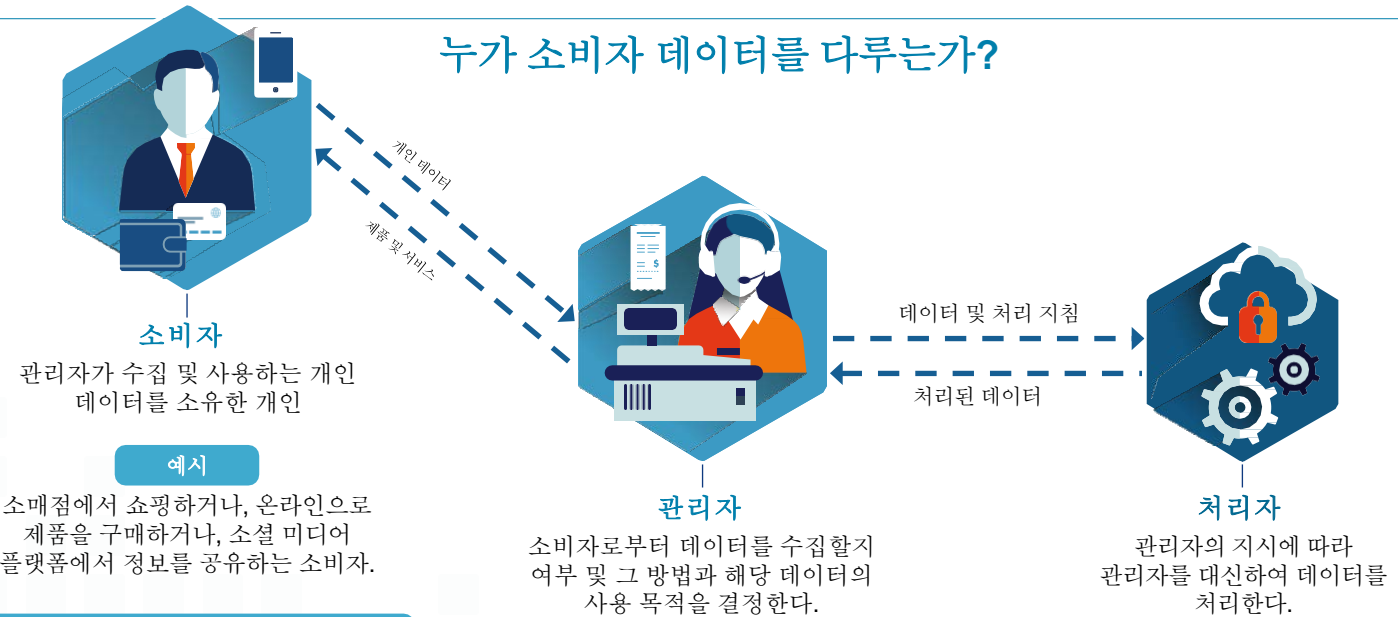 누가 소비자 데이터를 다루는가?
개인 데이터
제품 및 서비스
소비자
관리자가 수집 및 사용하는 개인
데이터를 소유한 개인
예시
소매점에서 쇼핑하거나, 온라인으로
제품을 구매하거나, 소셜 미디어
플랫폼에서 정보를 공유하는 소비자.
$
관리자
소비자로부터 데이터를 수집할지
여부 및 그 방법과 해당 데이터의
사용 목적을 결정한다.
데이터 및 처리 지침
처리된 데이터
처리자
관리자의 지시에 따라
관리자를 대신하여 데이터를
처리한다.